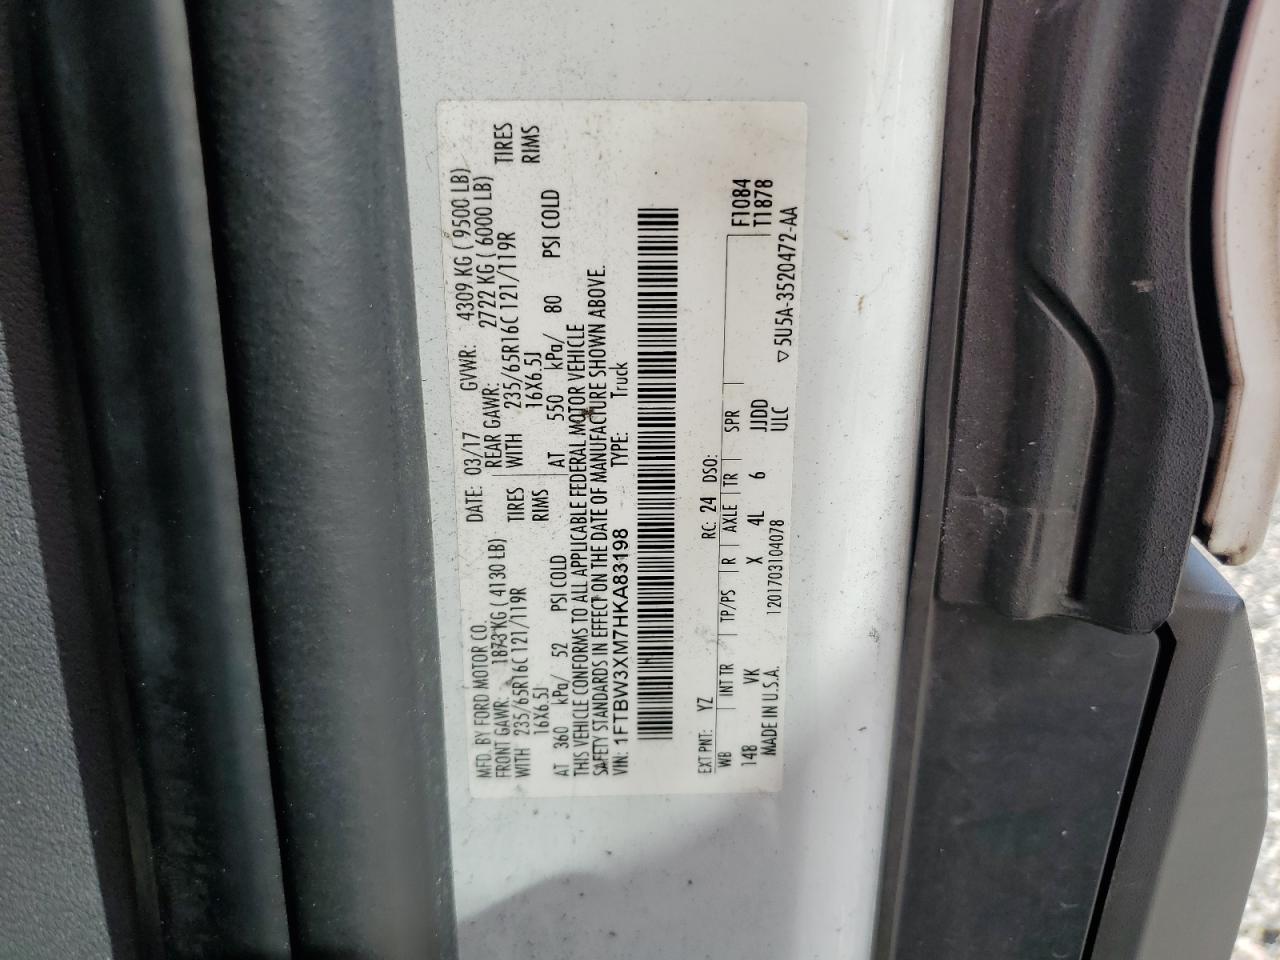 MFD. BY FORD MOTOR CO.
DATE: 03/17 GVWR: 4309 KG ( 9500 LB)
FRONT GAWR: 1873 KG ( 4130 LB)
REAR GAWR: 2722 KG ( 6000 LB)
WITH 235/65R16C 121/119R TIRES
WITH 235/65R16C 121/119R TIRES
16X6.5J RIMS
16X6.5J RIMS
AT 360 kPa/ 52 PSI COLD
AT 550 kPa/ 80 PSI COLD
THIS VEHICLE CONFORMS TO ALL APPLICABLE FEDERAL MOTOR VEHICLE
SAFETY STANDARDS IN EFFECT ON THE DATE OF MANUFACTURE SHOWN ABOVE.
VIN: 1FTBW3XM7HKA83198 TYPE: Truck
EXT PNT: YZ RC: 24 DSO:
WB INT TR TP/PS R AXLE TR SPR F1084
148 VK X 4L 6 JJDD T1878
MADE IN U.S.A. 1201703104078 ULC ▽5U5A-3520472-AA